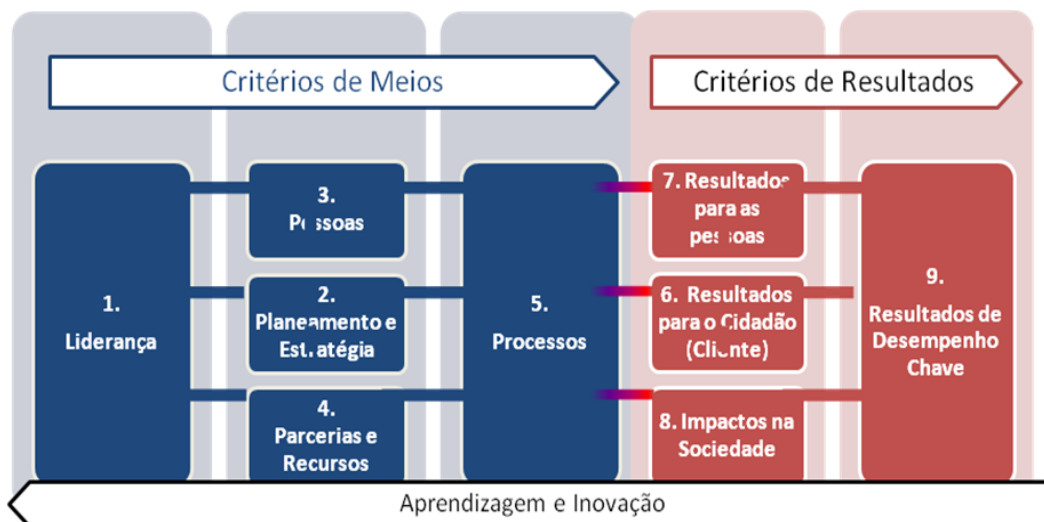 Critérios de Meios
Critérios de Resultados
1.
Liderança
3.
Pessoas
2.
Planeamento e
Estratégia
4.
Parcerias e
Recursos
5.
Processos
7. Resultados
para as
pessoas
6. Resultados
para o Cidadão
(Cliente)
8. Impactos na
Sociedade
9.
Resultados de
Desempenho
Chave
Aprendizagem e Inovação